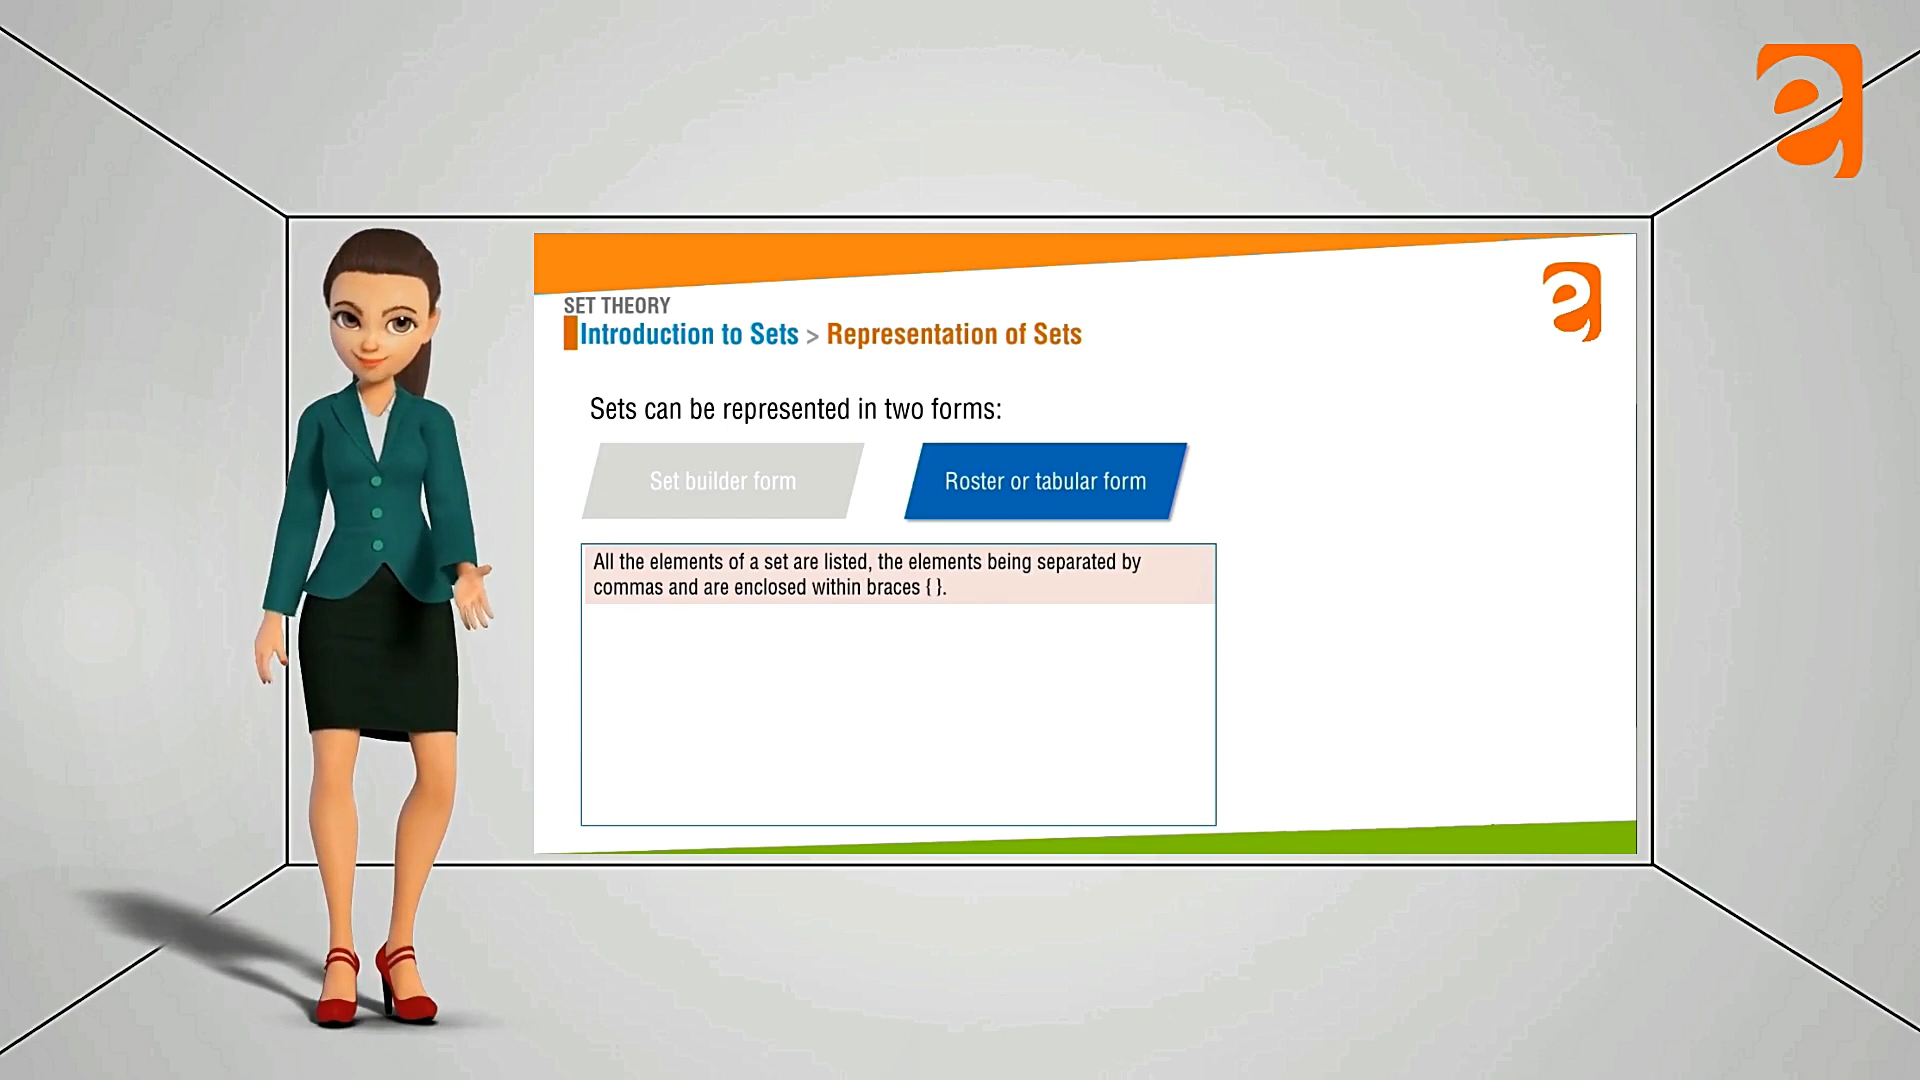 SET THEORY
Introduction to Sets > Representation of Sets
Sets can be represented in two forms:
Set builder form
Roster or tabular form
All the elements of a set are listed, the elements being separated by
commas and are enclosed within braces { }.